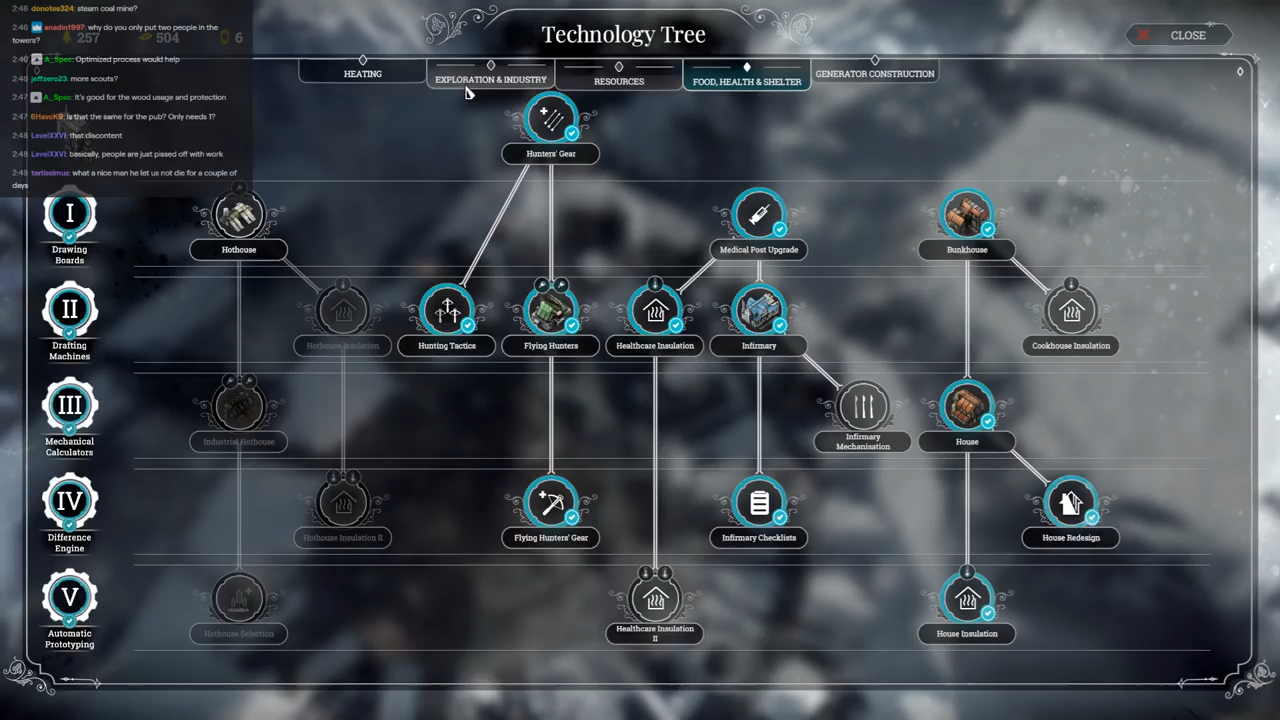 2:46 donotes324: steam coal mine?
2:46 anadin1997: why do you only put two people in the
towers?
257 504 6
2:46 A_Spec: Optimized process would help
2:46 jeffzero23: more scouts?
2:47 A_Spec: It's good for the wood usage and protection
2:47 6HavoK9: Is that the same for the pub? Only needs 1?
2:48 LevelXXVI: that discontent
2:48 LevelXXVI: basically, people are just pissed off with work
2:48 tartissimus: what a nice man he let us not die for a couple of
days
Technology Tree
CLOSE
HEATING
EXPLORATION & INDUSTRY
RESOURCES
FOOD, HEALTH & SHELTER
GENERATOR CONSTRUCTION
Hunters' Gear
I
Drawing
Boards
Hothouse
Medical Post Upgrade
Bunkhouse
II
Drafting
Machines
Hothouse Insulation
Hunting Tactics
Flying Hunters
Healthcare Insulation
Infirmary
Cookhouse Insulation
III
Mechanical
Calculators
Industrial Hothouse
Infirmary
Mechanisation
House
IV
Difference
Engine
Hothouse Insulation II
Flying Hunters' Gear
Infirmary Checklists
House Redesign
V
Automatic
Prototyping
Hothouse Selection
Healthcare Insulation
II
House Insulation